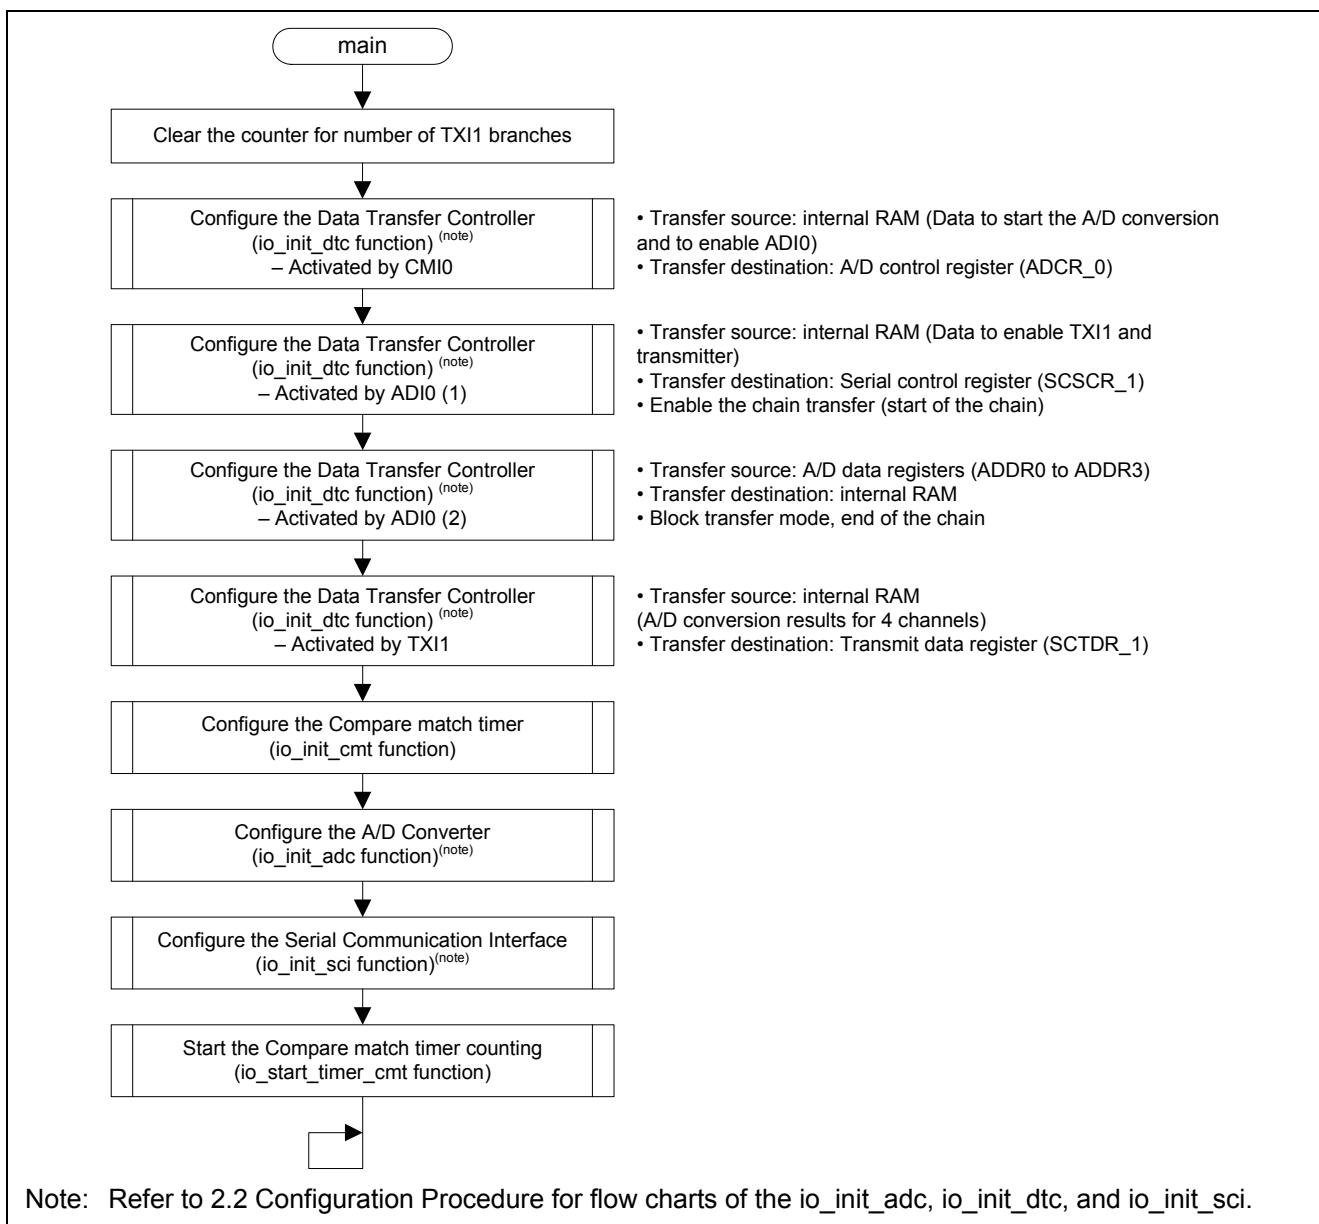 main
Clear the counter for number of TXI1 branches
Configure the Data Transfer Controller
(io_init_dtc function) (note)
– Activated by CMI0
• Transfer source: internal RAM (Data to start the A/D conversion
and to enable ADI0)
• Transfer destination: A/D control register (ADCR_0)
Configure the Data Transfer Controller
(io_init_dtc function) (note)
– Activated by ADI0 (1)
• Transfer source: internal RAM (Data to enable TXI1 and
transmitter)
• Transfer destination: Serial control register (SCSCR_1)
• Enable the chain transfer (start of the chain)
Configure the Data Transfer Controller
(io_init_dtc function) (note)
– Activated by ADI0 (2)
• Transfer source: A/D data registers (ADDR0 to ADDR3)
• Transfer destination: internal RAM
• Block transfer mode, end of the chain
Configure the Data Transfer Controller
(io_init_dtc function) (note)
– Activated by TXI1
• Transfer source: internal RAM
(A/D conversion results for 4 channels)
• Transfer destination: Transmit data register (SCTDR_1)
Configure the Compare match timer
(io_init_cmt function)
Configure the A/D Converter
(io_init_adc function)(note)
Configure the Serial Communication Interface
(io_init_sci function)(note)
Start the Compare match timer counting
(io_start_timer_cmt function)
Note: Refer to 2.2 Configuration Procedure for flow charts of the io_init_adc, io_init_dtc, and io_init_sci.